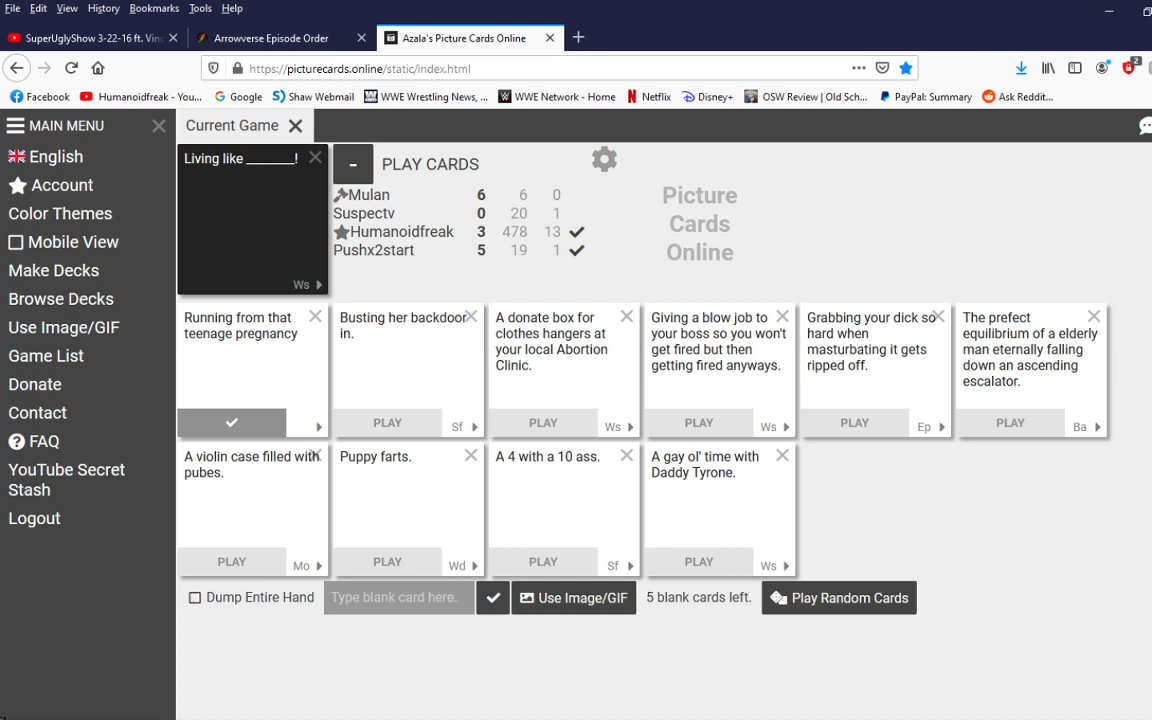 File Edit View History Bookmarks Tools Help
SuperUglyShow 3-22-16 ft. Vin
Arrowverse Episode Order
Azala's Picture Cards Online
https://picturecards.online/static/index.html
2
Facebook Humanoidfreak - You... Google Shaw Webmail WWE Wrestling News, ... WWE Network - Home Netflix Disney+ OSW Review | Old Sch... PayPal: Summary Ask Reddit...
MAIN MENU
English
Account
Color Themes
Mobile View
Make Decks
Browse Decks
Use Image/GIF
Game List
Donate
Contact
FAQ
YouTube Secret
Stash
Logout
Current Game
Living like _______!
Ws
- PLAY CARDS
Mulan 6 6 0
Suspectv 0 20 1
Humanoidfreak 3 478 13
Pushx2start 5 19 1
Picture
Cards
Online
Running from that
teenage pregnancy
Busting her backdoor
in.
PLAY Sf
A donate box for
clothes hangers at
your local Abortion
Clinic.
PLAY Ws
Giving a blow job to
your boss so you won't
get fired but then
getting fired anyways.
PLAY Ws
Grabbing your dick so
hard when
masturbating it gets
ripped off.
PLAY Ep
The prefect
equilibrium of a elderly
man eternally falling
down an ascending
escalator.
PLAY Ba
A violin case filled with
pubes.
PLAY Mo
Puppy farts.
PLAY Wd
A 4 with a 10 ass.
PLAY Sf
A gay ol' time with
Daddy Tyrone.
PLAY Ws
Dump Entire Hand
Type blank card here.
Use Image/GIF
5 blank cards left.
Play Random Cards